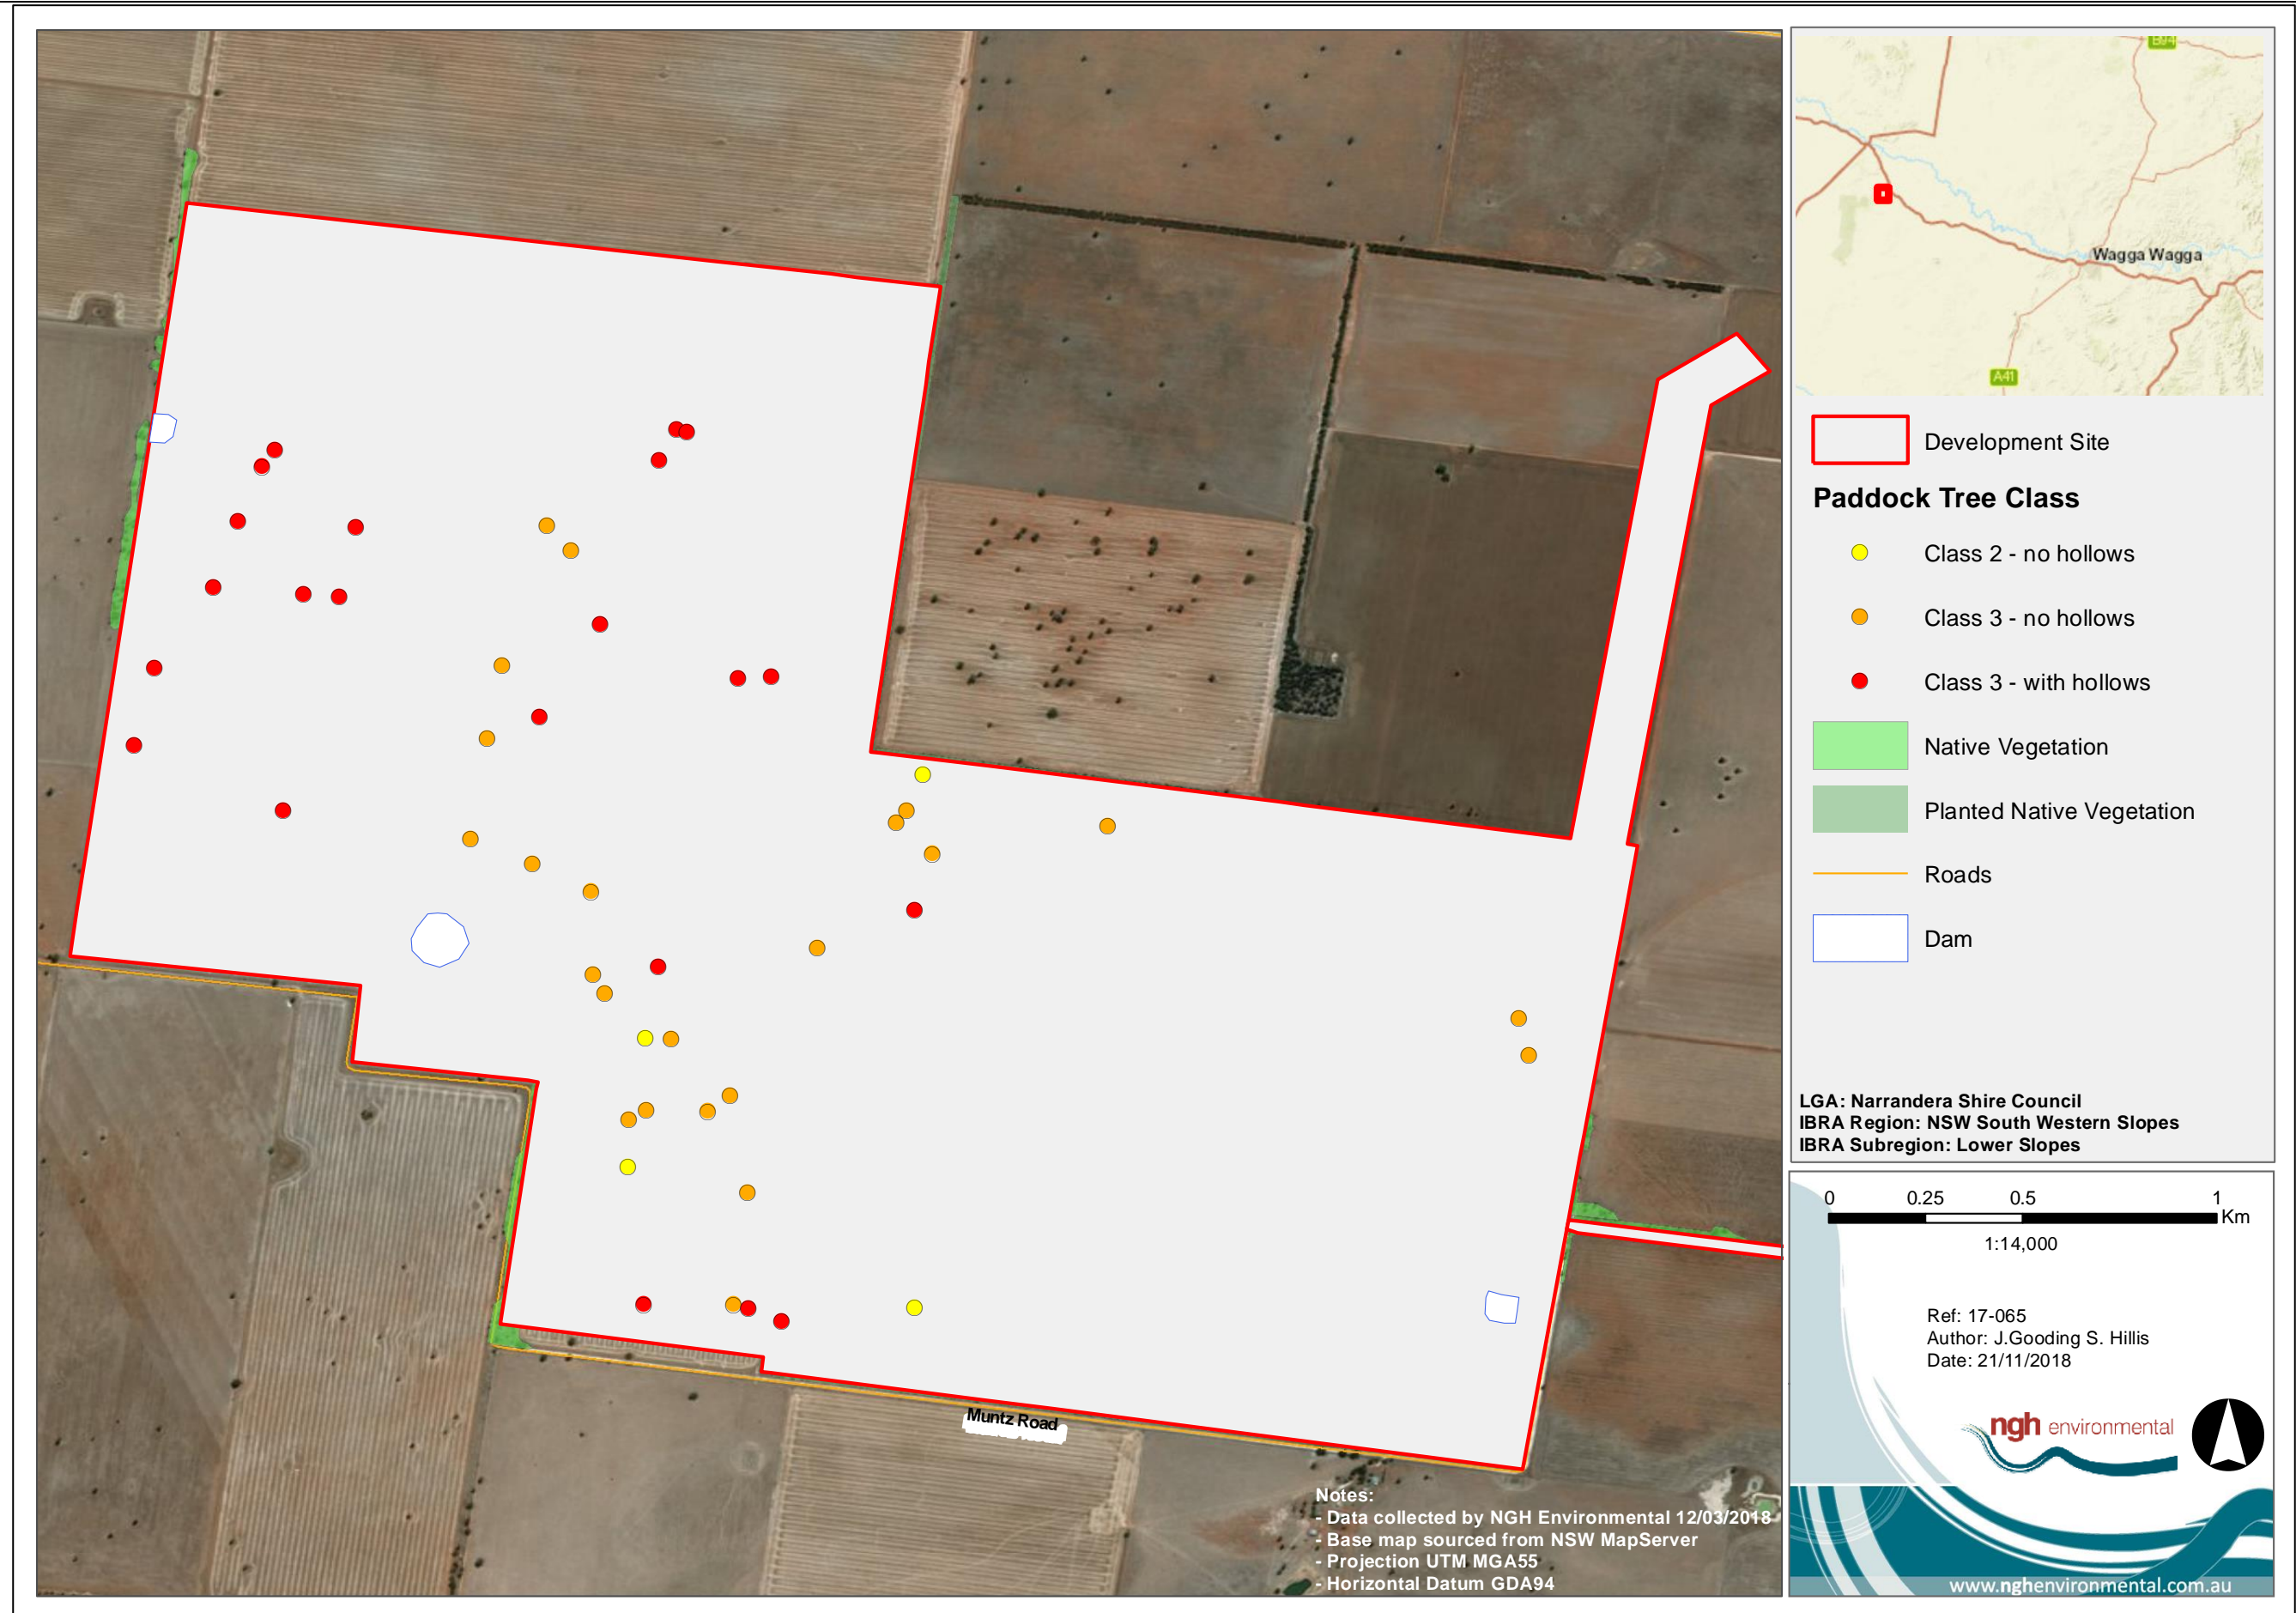 B94
Wagga Wagga
A41
Development Site
Paddock Tree Class
Class 2 - no hollows
Class 3 - no hollows
Class 3 - with hollows
Native Vegetation
Planted Native Vegetation
Roads
Dam
LGA: Narrandera Shire Council
IBRA Region: NSW South Western Slopes
IBRA Subregion: Lower Slopes
0 0.25 0.5 1
Km
1:14,000
Ref: 17-065
Author: J.Gooding S. Hillis
Date: 21/11/2018
ngh environmental
www.nghenvironmental.com.au
Muntz Road
Notes:
- Data collected by NGH Environmental 12/03/2018
- Base map sourced from NSW MapServer
- Projection UTM MGA55
- Horizontal Datum GDA94